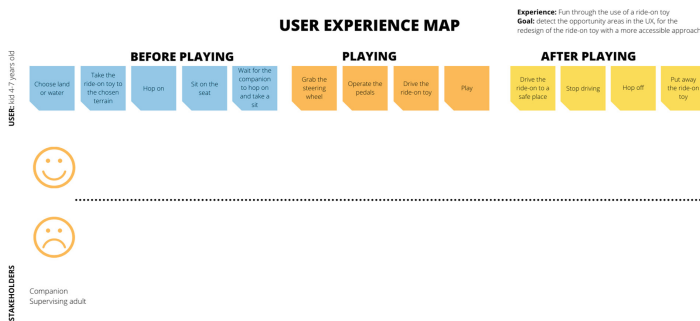 USER EXPERIENCE MAP
Experience: Fun through the use of a ride-on toy
Goal: detect the opportunity areas in the UX, for the
redesign of the ride-on toy with a more accessible approach
USER: kid 4-7 years old
BEFORE PLAYING
PLAYING
AFTER PLAYING
Choose land
or water
Take the
ride-on toy to
the chosen
terrain
Hop on
Sit on the
seat
Wait for the
companion
to hop on
and take a
sit
Grab the
steering
wheel
Operate the
pedals
Drive the
ride-on toy
Play
Drive the
ride-on to a
safe place
Stop driving
Hop off
Put away
the ride-on
toy
STAKEHOLDERS
Companion
Supervising adult